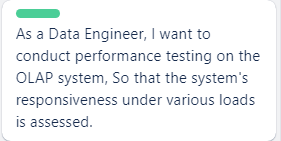 As a Data Engineer, I want to
conduct performance testing on the
OLAP system, So that the system's
responsiveness under various loads
is assessed.